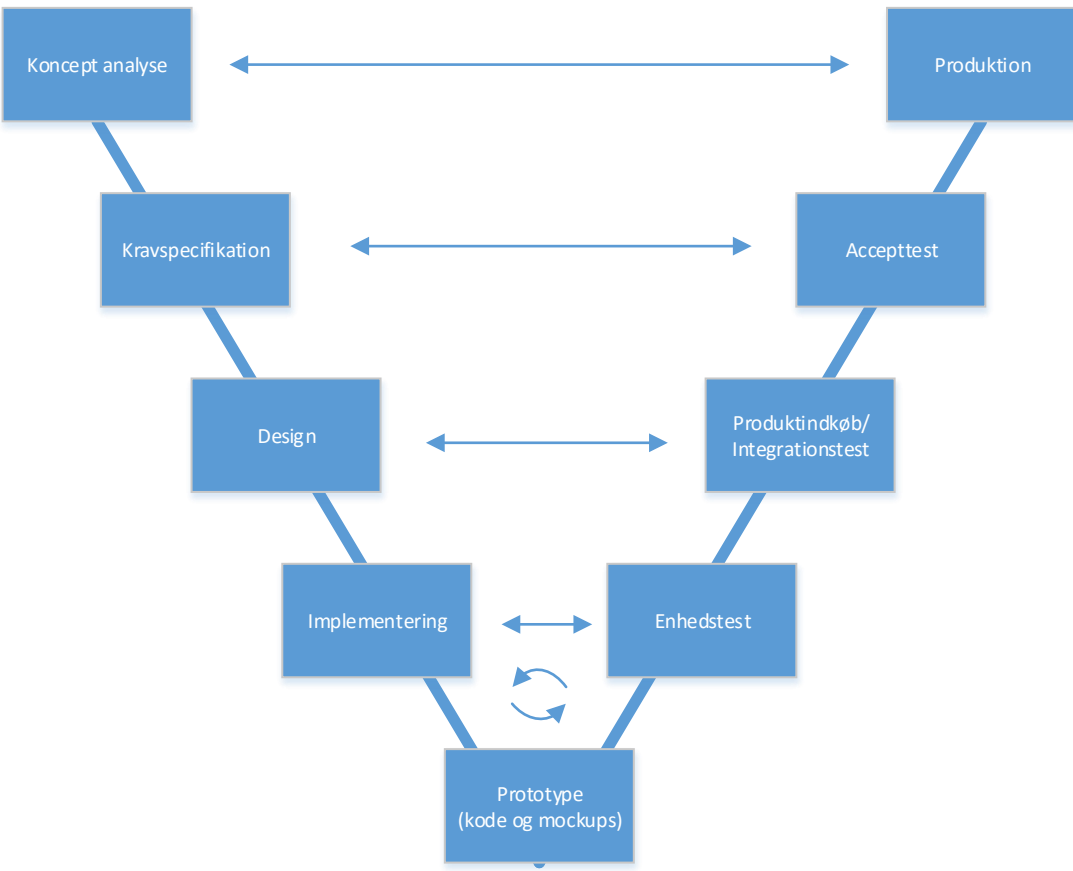 Koncept analyse
Produktion
Kravspecifikation
Accepttest
Design
Produktindkøb/
Integrationstest
Implementering
Enhedstest
Prototype
(kode og mockups)